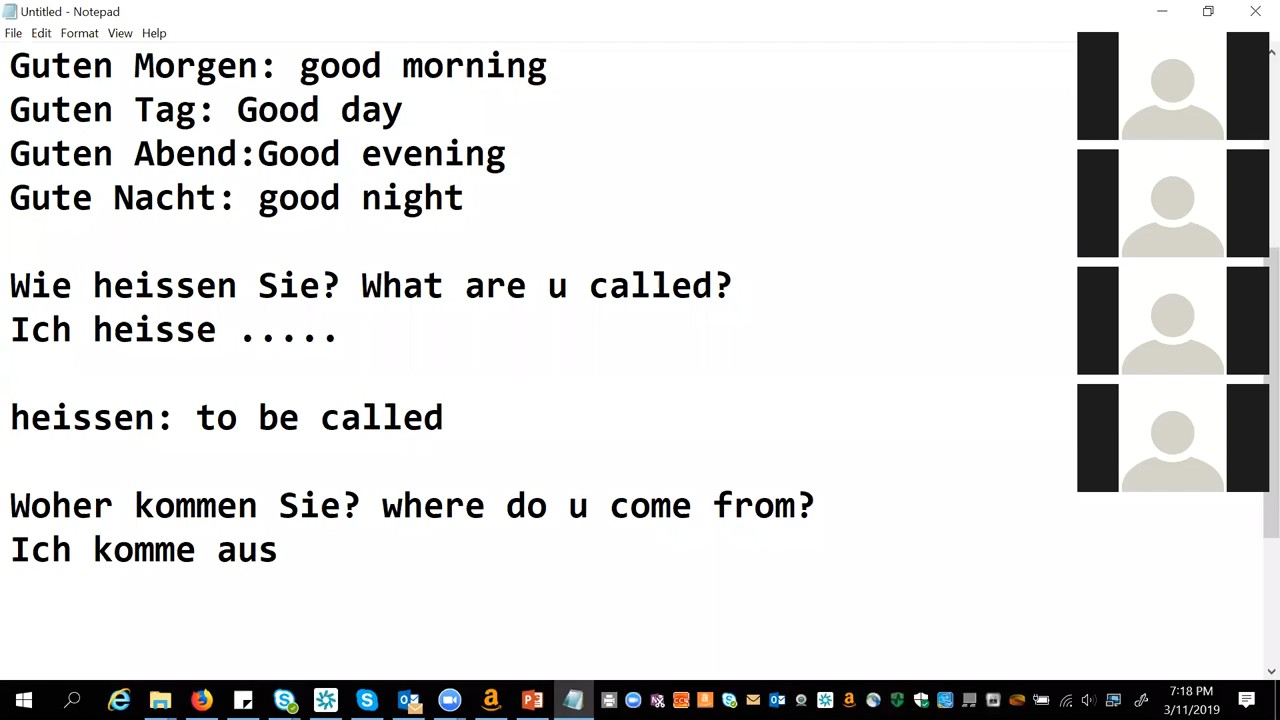 Untitled - Notepad
File Edit Format View Help
Guten Morgen: good morning
Guten Tag: Good day
Guten Abend:Good evening
Gute Nacht: good night
Wie heissen Sie? What are u called?
Ich heisse .....
heissen: to be called
Woher kommen Sie? where do u come from?
Ich komme aus
7:18 PM
3/11/2019